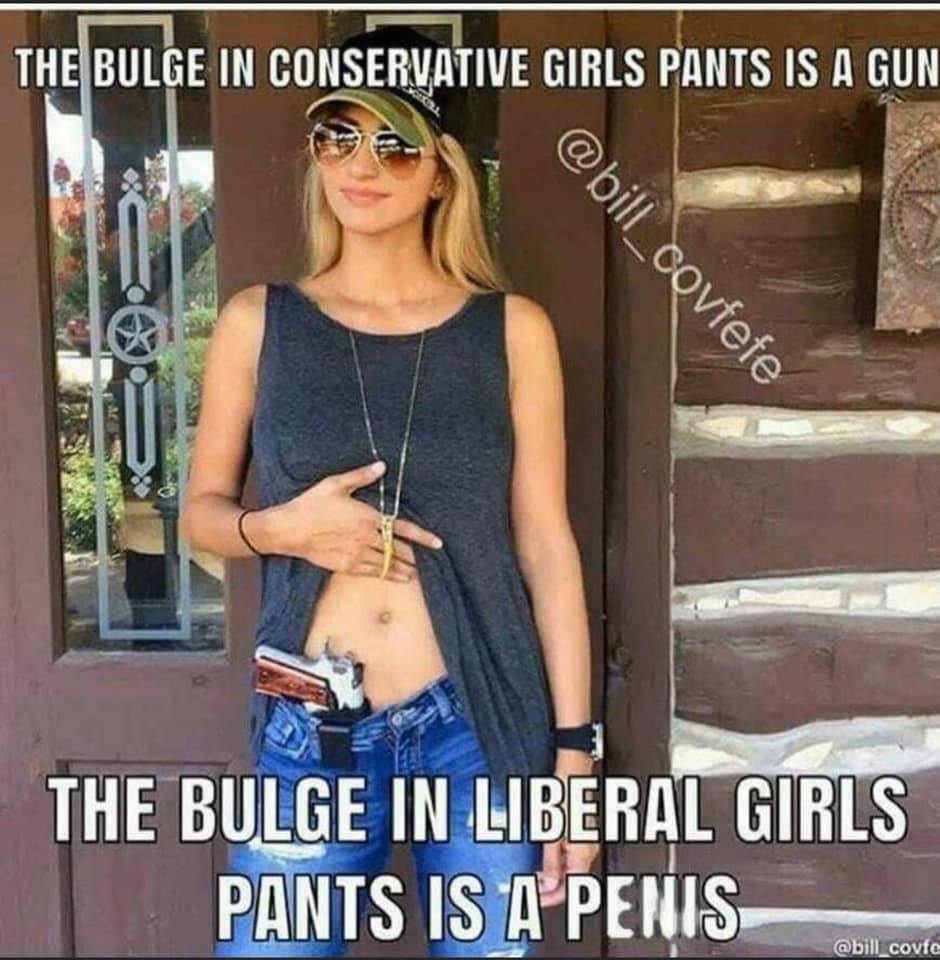 THE BULGE IN CONSERVATIVE GIRLS PANTS IS A GUN
@bill_covfefe
THE BULGE IN LIBERAL GIRLS
PANTS IS A PENIS
@bill_covfe